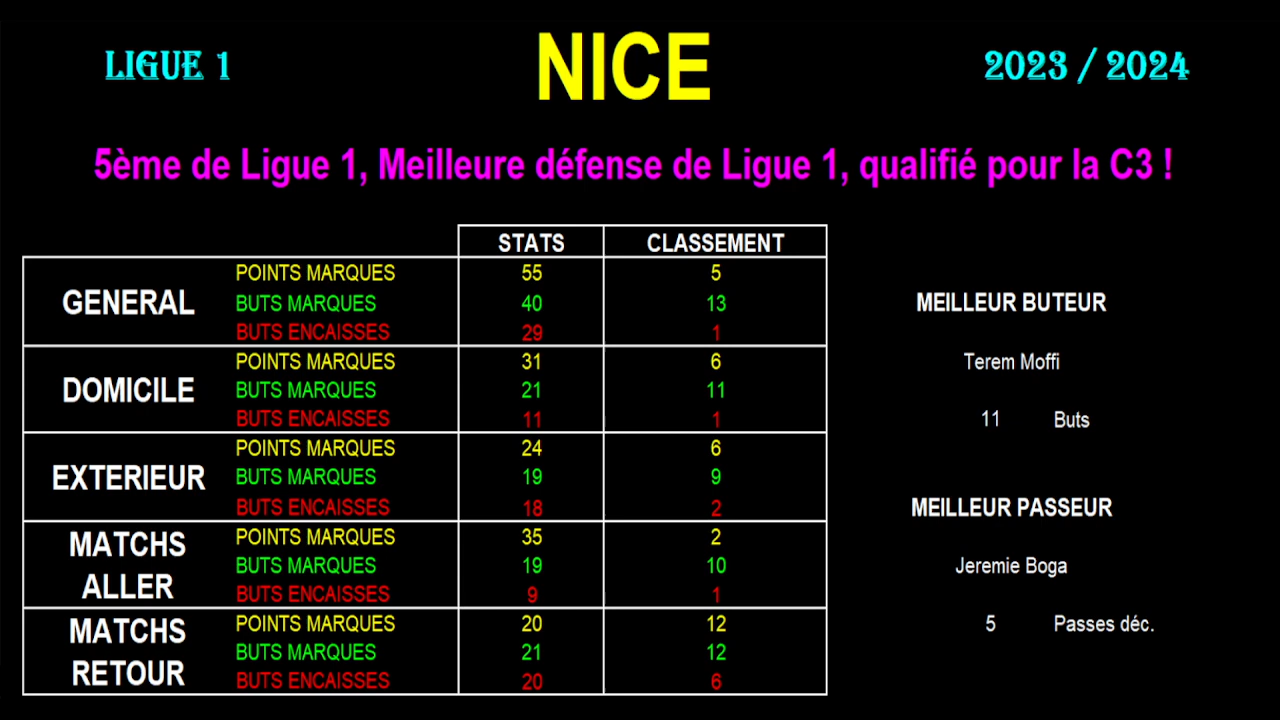 LIGUE 1 NICE 2023 / 2024
5ème de Ligue 1, Meilleure défense de Ligue 1, qualifié pour la C3 !
STATS CLASSEMENT
GENERAL
POINTS MARQUES 55 5
BUTS MARQUES 40 13
BUTS ENCAISSES 29 1
DOMICILE
POINTS MARQUES 31 6
BUTS MARQUES 21 11
BUTS ENCAISSES 11 1
EXTERIEUR
POINTS MARQUES 24 6
BUTS MARQUES 19 9
BUTS ENCAISSES 18 2
MATCHS
ALLER
POINTS MARQUES 35 2
BUTS MARQUES 19 10
BUTS ENCAISSES 9 1
MATCHS
RETOUR
POINTS MARQUES 20 12
BUTS MARQUES 21 12
BUTS ENCAISSES 20 6
MEILLEUR BUTEUR
Terem Moffi
11 Buts
MEILLEUR PASSEUR
Jeremie Boga
5 Passes déc.